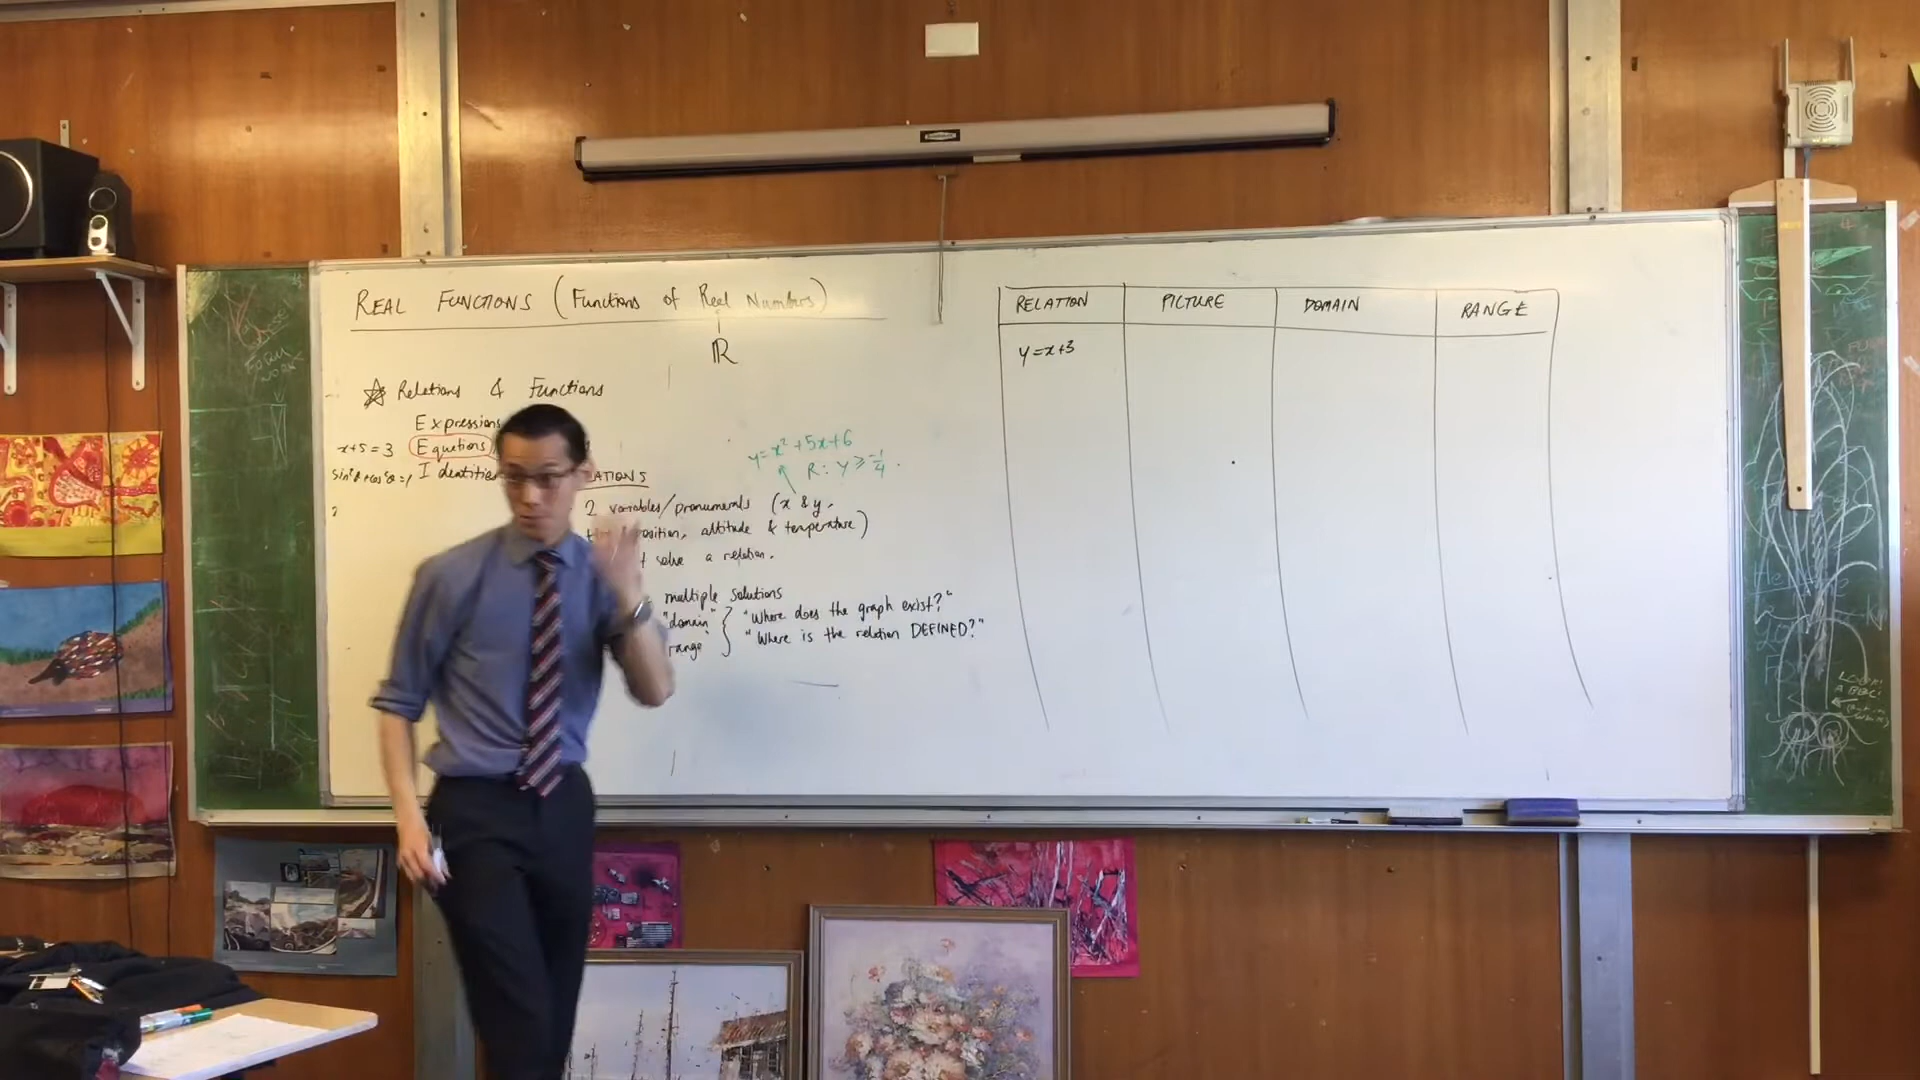 REAL FUNCTIONS (Functions of Real Numbers)
ℝ
Relations & Functions
Expressions
x+5=3 Equations
sin²θ+cos²θ=1 Identities
y=x²+5x+6
R: y ≥ -1/4
2 variables/pronumerals (x & y,
altitude & temperature)
solve a relation.
multiple solutions
"domain" } "Where does the graph exist?"
range "Where is the relation DEFINED?"
RELATION PICTURE DOMAIN RANGE
y=x+3